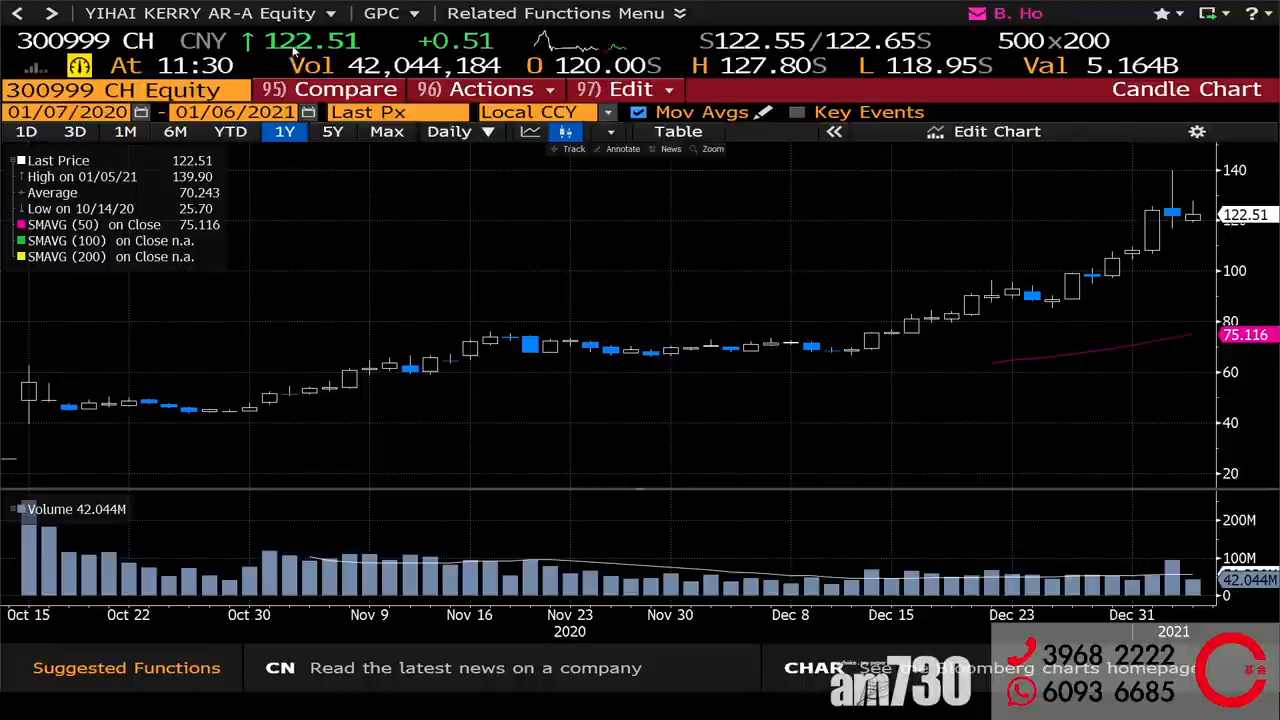 YIHAI KERRY AR-A Equity GPC Related Functions Menu B. Ho
300999 CH CNY ↑ 122.51 +0.51 S122.55/122.65S 500×200
At 11:30 Vol 42,044,184 O 120.00S H 127.80S L 118.95S Val 5.164B
300999 CH Equity 95) Compare 96) Actions 97) Edit Candle Chart
01/07/2020 - 01/06/2021 Last Px Local CCY Mov Avgs Key Events
1D 3D 1M 6M YTD 1Y 5Y Max Daily ▼ Table « Edit Chart
Track Annotate News Zoom
Last Price 122.51
High on 01/05/21 139.90
Average 70.243
Low on 10/14/20 25.70
SMAVG (50) on Close 75.116
SMAVG (100) on Close n.a.
SMAVG (200) on Close n.a.
140
122.51
100
80
75.116
60
40
20
Volume 42.044M
200M
100M
42.044M
0
Oct 15 Oct 22 Oct 30 Nov 9 Nov 16 Nov 23 Nov 30 Dec 8 Dec 15 Dec 23 Dec 31
2020 2021
Suggested Functions CN Read the latest news on a company CHAR See the Bloomberg charts homepage
am730
3968 2222
6093 6685
基金